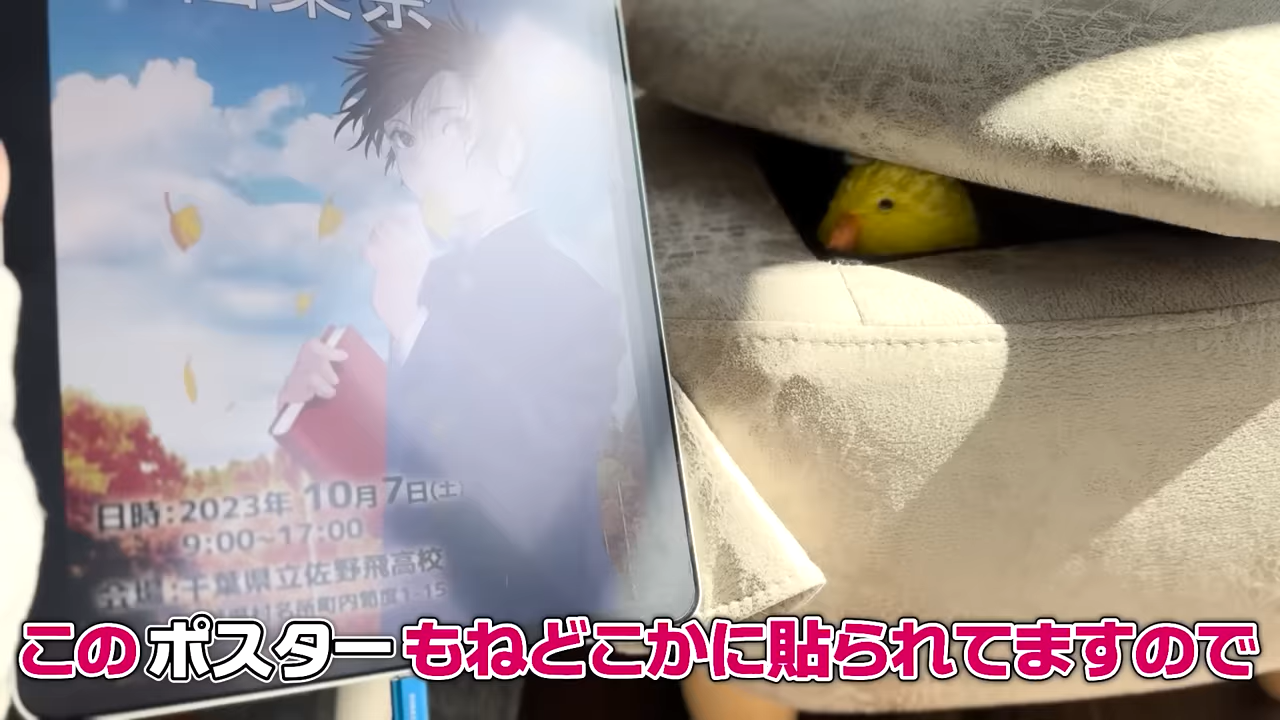 日時:2023年 10月7日(土)
9:00~17:00
会場:千葉県立佐野飛高校
このポスターもねどこかに貼られてますので